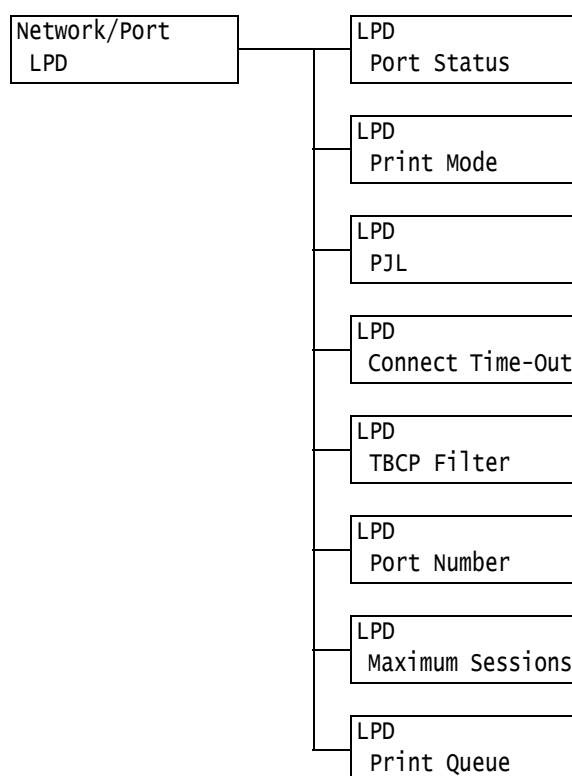 Network/Port
LPD
LPD
Port Status
LPD
Print Mode
LPD
PJL
LPD
Connect Time-Out
LPD
TBCP Filter
LPD
Port Number
LPD
Maximum Sessions
LPD
Print Queue